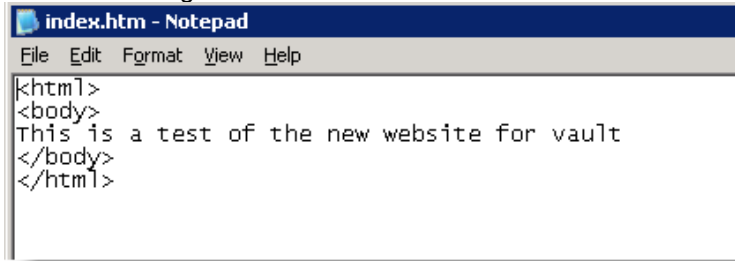 index.htm - Notepad
File Edit Format View Help
<html>
<body>
This is a test of the new website for vault
</body>
</html>